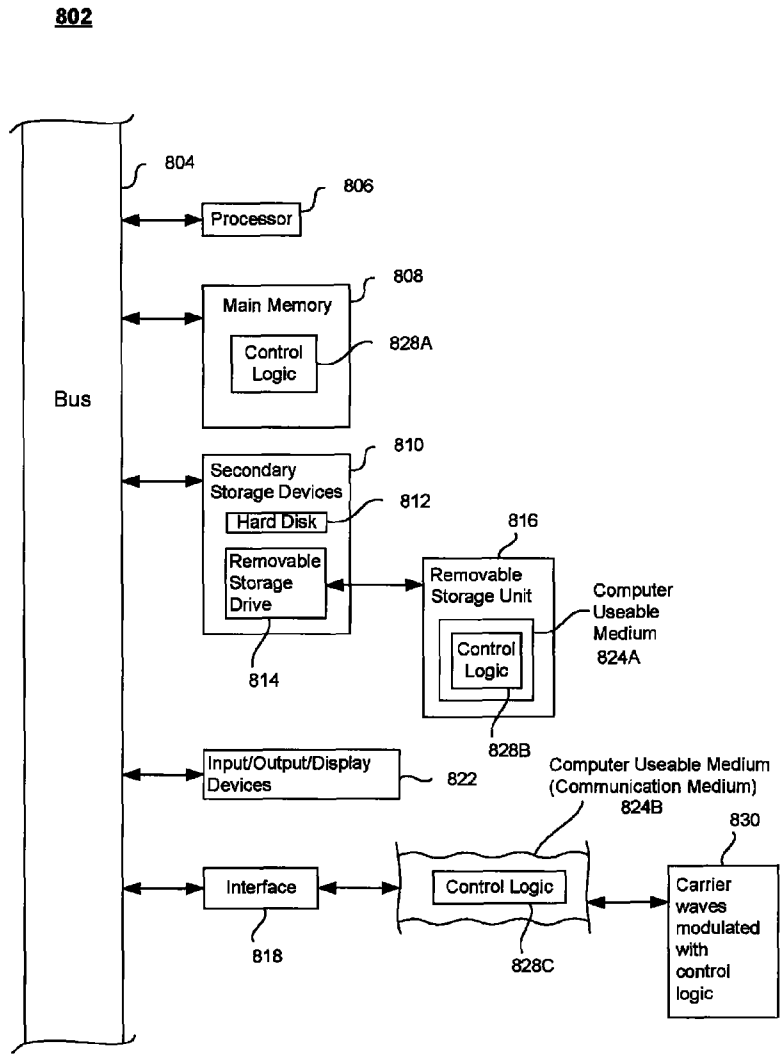 802
804
806
Processor
808
Main Memory
828A
Control
Logic
Bus
810
Secondary
Storage Devices
812
Hard Disk
816
Removable
Storage
Drive
Removable
Storage Unit
Computer
Useable
Medium
824A
Control
Logic
814
828B
Input/Output/Display
Devices
822
Computer Useable Medium
(Communication Medium)
824B
830
Interface
Control Logic
Carrier
waves
modulated
with
control
logic
818
828C